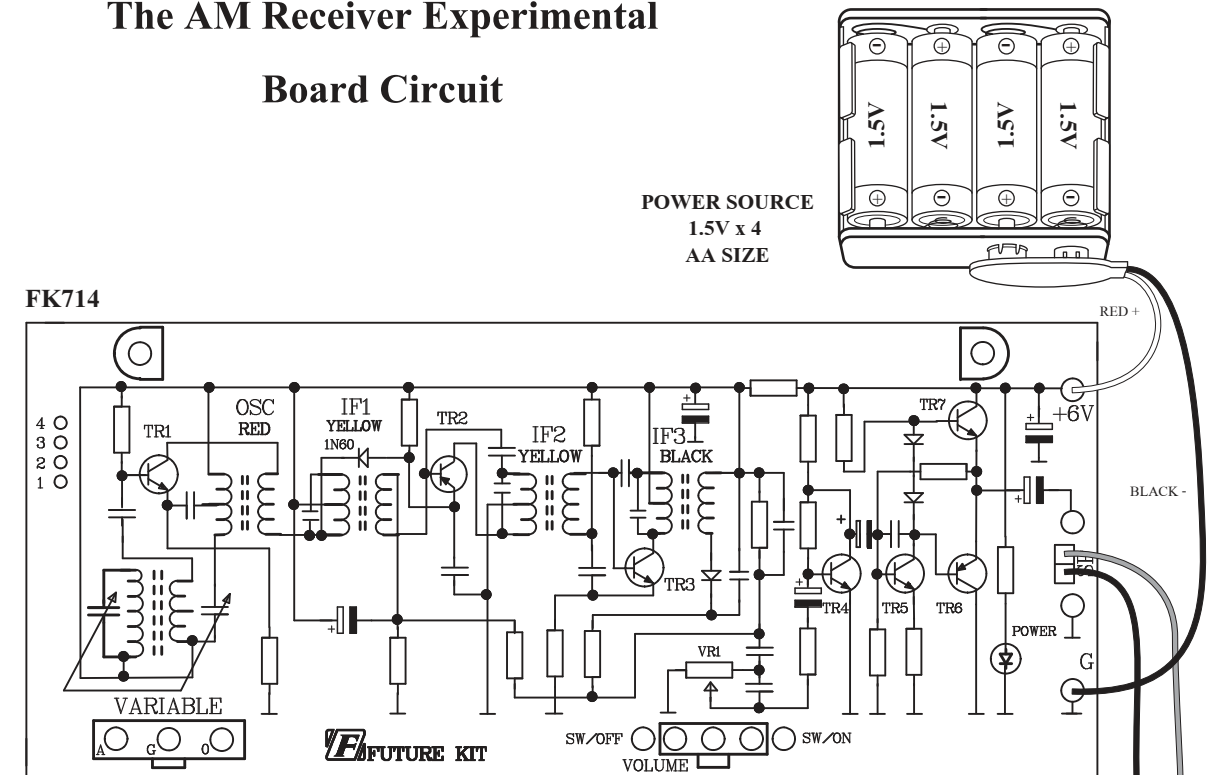 The AM Receiver Experimental
Board Circuit
1.5V
1.5V
1.5V
1.5V
POWER SOURCE
1.5V x 4
AA SIZE
FK714
RED +
BLACK -
4
3
2
1
TR1
OSC
RED
IF1
YELLOW
1N60
TR2
IF2
YELLOW
IF3
BLACK
TR3
TR7
+6V
TR4
TR5
TR6
POWER
G
VR1
VARIABLE
A G O
FUTURE KIT
SW/OFF
SW/ON
VOLUME